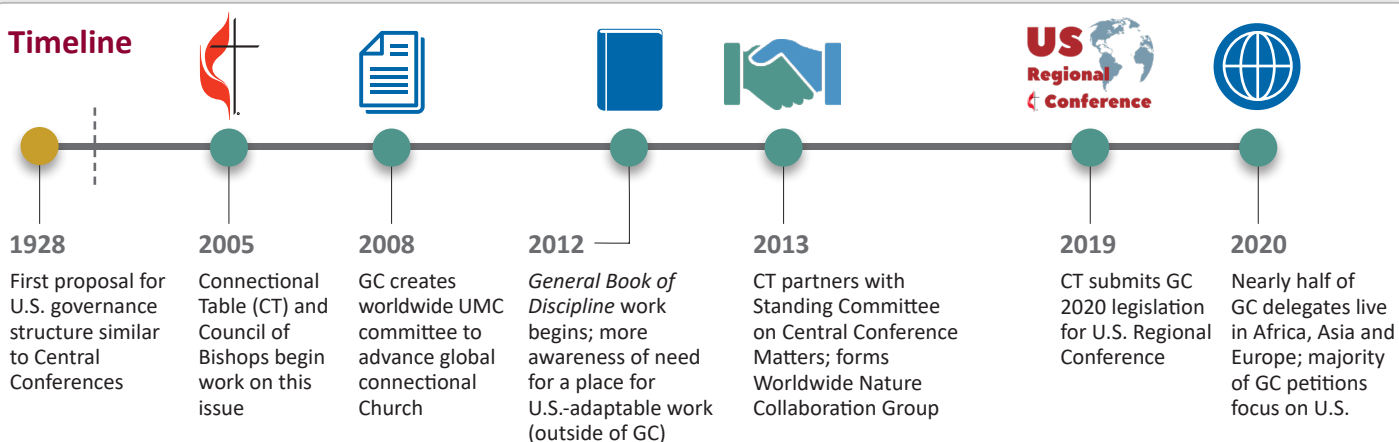 Timeline
US
Regional
Conference
1928
First proposal for
U.S. governance
structure similar
to Central
Conferences
2005
Connectional
Table (CT) and
Council of
Bishops begin
work on this
issue
2008
GC creates
worldwide UMC
committee to
advance global
connectional
Church
2012
General Book of
Discipline work
begins; more
awareness of need
for a place for
U.S.-adaptable work
(outside of GC)
2013
CT partners with
Standing Committee
on Central Conference
Matters; forms
Worldwide Nature
Collaboration Group
2019
CT submits GC
2020 legislation
for U.S. Regional
Conference
2020
Nearly half of
GC delegates live
in Africa, Asia and
Europe; majority
of GC petitions
focus on U.S.